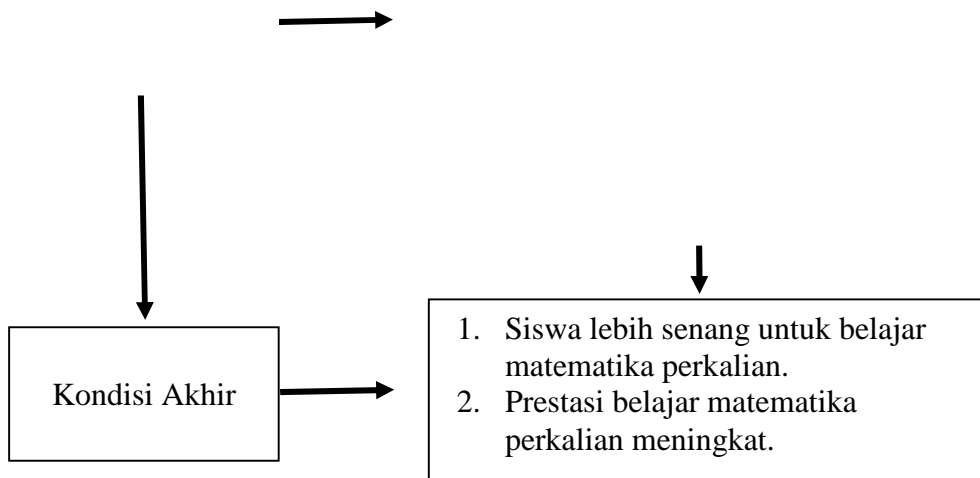 Kondisi Akhir
1. Siswa lebih senang untuk belajar
matematika perkalian.
2. Prestasi belajar matematika
perkalian meningkat.